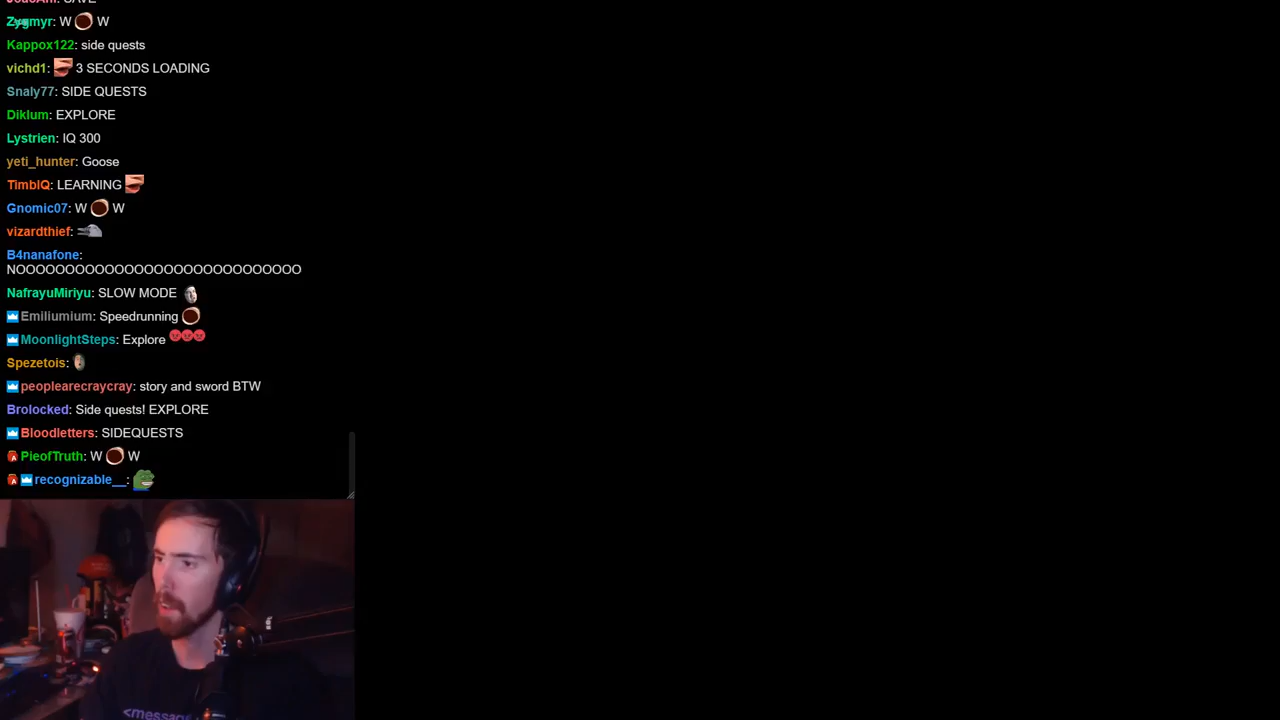 Zygmyr: W W
Kappox122: side quests
vichd1: 3 SECONDS LOADING
Snaly77: SIDE QUESTS
Diklum: EXPLORE
Lystrien: IQ 300
yeti_hunter: Goose
TimbIQ: LEARNING
Gnomic07: W W
vizardthief:
B4nanafone:
NOOOOOOOOOOOOOOOOOOOOOOOOOOO
NafrayuMiriyu: SLOW MODE
Emiliumium: Speedrunning
MoonlightSteps: Explore
Spezetois:
peoplearecraycray: story and sword BTW
Brolocked: Side quests! EXPLORE
Bloodletters: SIDEQUESTS
PieofTruth: W W
recognizable__:
<messag